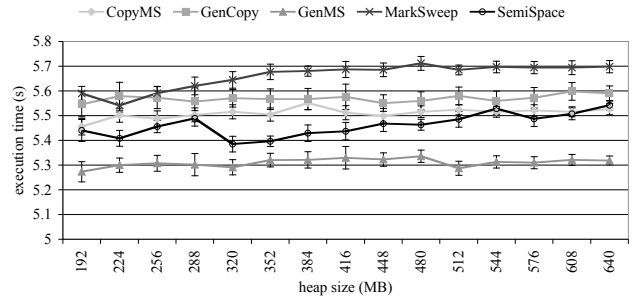 CopyMS GenCopy GenMS MarkSweep SemiSpace
5.8
5.7
5.6
5.5
5.4
5.3
5.2
5.1
5
execution time (s)
192 224 256 288 320 352 384 416 448 480 512 544 576 608 640
heap size (MB)